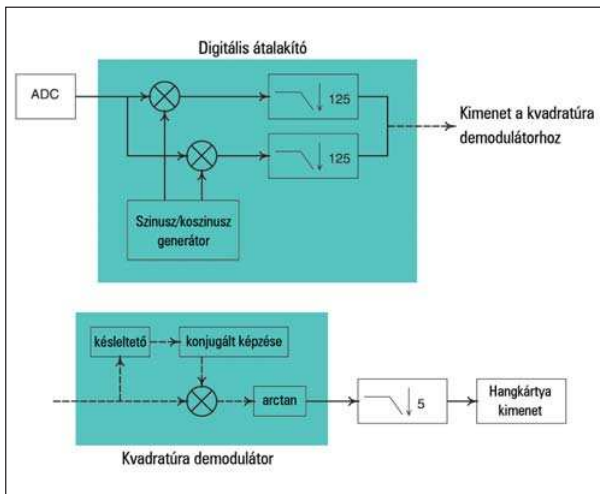 Digitális átalakító
ADC
125
Kimenet a kvadratúra
demodulátorhoz
125
Szinusz/koszinusz
generátor
késleltető
konjugált képzése
arctan
5
Hangkártya
kimenet
Kvadratúra demodulátor